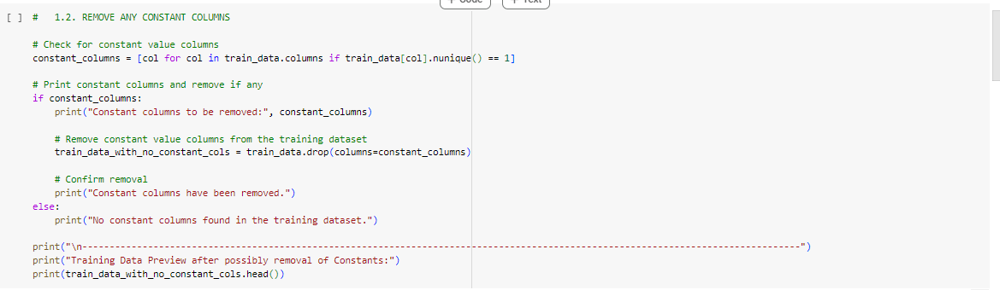 + Code + Text
[ ] # 1.2. REMOVE ANY CONSTANT COLUMNS
# Check for constant value columns
constant_columns = [col for col in train_data.columns if train_data[col].nunique() == 1]
# Print constant columns and remove if any
if constant_columns:
print("Constant columns to be removed:", constant_columns)
# Remove constant value columns from the training dataset
train_data_with_no_constant_cols = train_data.drop(columns=constant_columns)
# Confirm removal
print("Constant columns have been removed.")
else:
print("No constant columns found in the training dataset.")
print("\n-----------------------------------------------------------------------------------------------------------------------------------")
print("Training Data Preview after possibly removal of Constants:")
print(train_data_with_no_constant_cols.head())